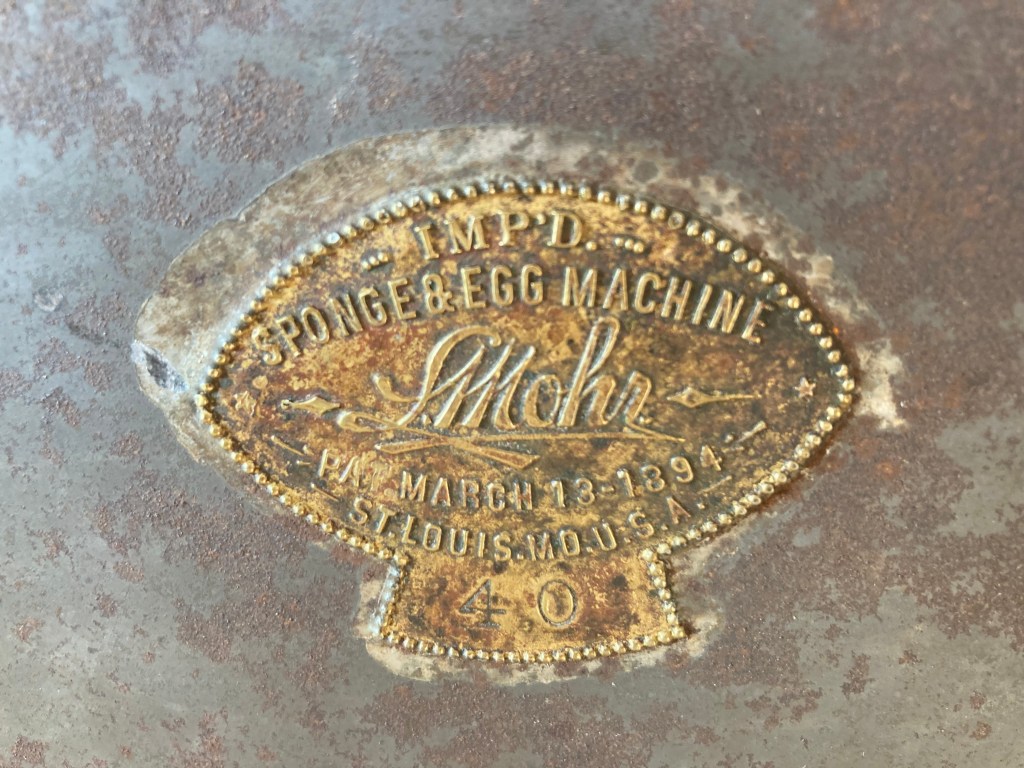 IMP'D.
SPONGE & EGG MACHINE
L. Mohr.
PAT. MARCH 13-1894
ST. LOUIS. MO. U.S.A.
40